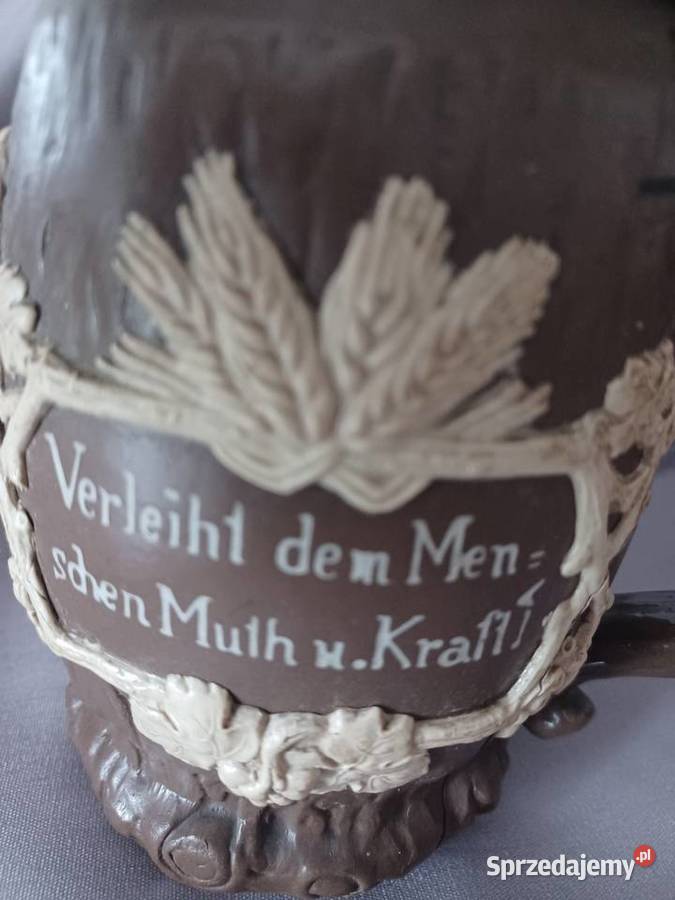 Verleiht dem Men=
schen Muth u. Kraft
Sprzedajemy.pl